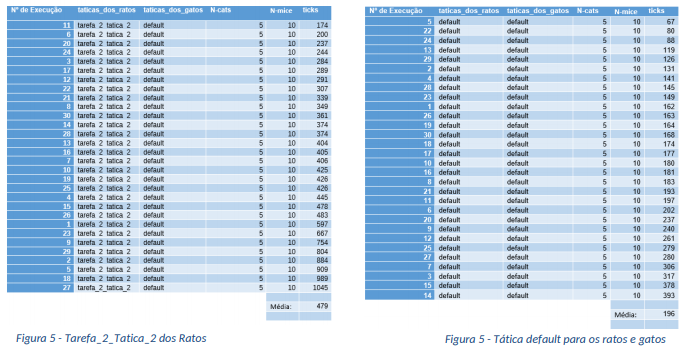 Nº de Execução taticas_dos_ratos taticas_dos_gatos N-cats N-mice ticks
11 tarefa_2_tatica_2 default 5 10 174
6 tarefa_2_tatica_2 default 5 10 200
20 tarefa_2_tatica_2 default 5 10 237
24 tarefa_2_tatica_2 default 5 10 244
3 tarefa_2_tatica_2 default 5 10 284
17 tarefa_2_tatica_2 default 5 10 289
12 tarefa_2_tatica_2 default 5 10 291
22 tarefa_2_tatica_2 default 5 10 307
21 tarefa_2_tatica_2 default 5 10 339
8 tarefa_2_tatica_2 default 5 10 349
30 tarefa_2_tatica_2 default 5 10 361
14 tarefa_2_tatica_2 default 5 10 374
28 tarefa_2_tatica_2 default 5 10 374
13 tarefa_2_tatica_2 default 5 10 404
16 tarefa_2_tatica_2 default 5 10 405
7 tarefa_2_tatica_2 default 5 10 406
10 tarefa_2_tatica_2 default 5 10 425
19 tarefa_2_tatica_2 default 5 10 426
25 tarefa_2_tatica_2 default 5 10 426
4 tarefa_2_tatica_2 default 5 10 445
15 tarefa_2_tatica_2 default 5 10 478
26 tarefa_2_tatica_2 default 5 10 483
1 tarefa_2_tatica_2 default 5 10 597
23 tarefa_2_tatica_2 default 5 10 667
9 tarefa_2_tatica_2 default 5 10 754
29 tarefa_2_tatica_2 default 5 10 804
2 tarefa_2_tatica_2 default 5 10 884
5 tarefa_2_tatica_2 default 5 10 909
18 tarefa_2_tatica_2 default 5 10 989
27 tarefa_2_tatica_2 default 5 10 1045
Média: 479
Figura 5 - Tarefa_2_Tatica_2 dos Ratos
Nº de Execução taticas_dos_ratos taticas_dos_gatos N-cats N-mice ticks
5 default default 5 10 67
22 default default 5 10 80
24 default default 5 10 88
13 default default 5 10 119
29 default default 5 10 126
2 default default 5 10 131
4 default default 5 10 141
28 default default 5 10 145
23 default default 5 10 149
1 default default 5 10 162
26 default default 5 10 163
19 default default 5 10 164
30 default default 5 10 168
18 default default 5 10 174
17 default default 5 10 177
10 default default 5 10 180
16 default default 5 10 181
8 default default 5 10 183
21 default default 5 10 193
11 default default 5 10 197
6 default default 5 10 202
20 default default 5 10 237
9 default default 5 10 240
12 default default 5 10 261
25 default default 5 10 279
27 default default 5 10 280
7 default default 5 10 306
3 default default 5 10 317
15 default default 5 10 378
14 default default 5 10 393
Média: 196
Figura 5 - Tática default para os ratos e gatos